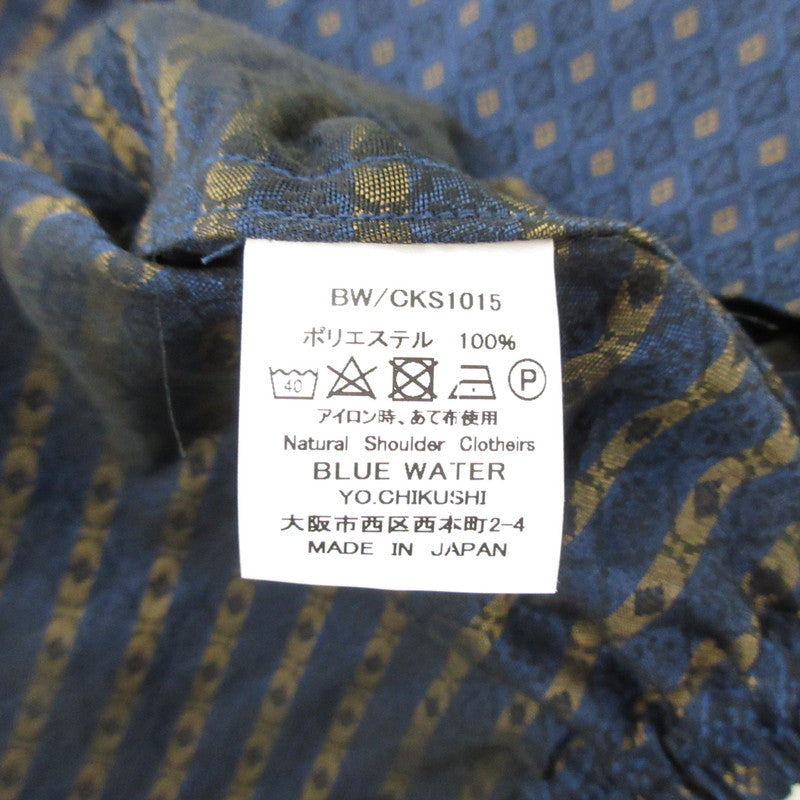 BW/CKS1015
ポリエステル 100%
40 P
アイロン時、あて布使用
Natural Shoulder Clotheirs
BLUE WATER
YO.CHIKUSHI
大阪市西区西本町2-4
MADE IN JAPAN